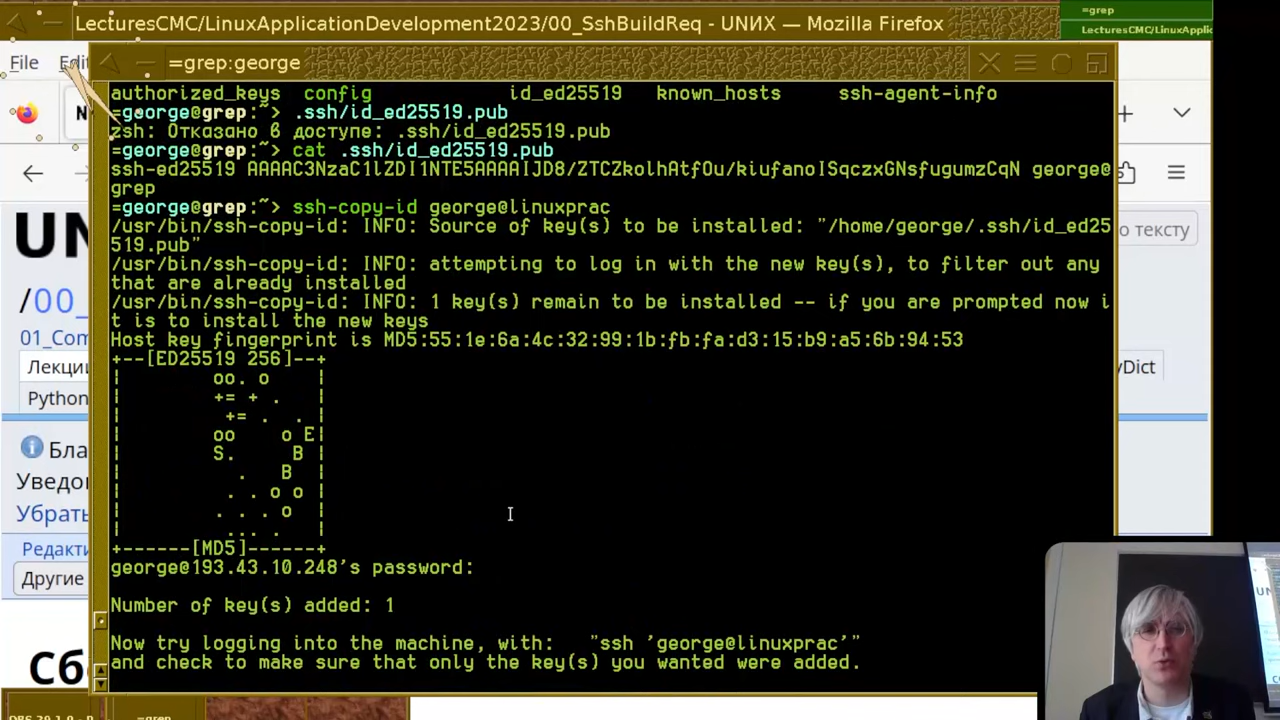 LecturesCMC/LinuxApplicationDevelopment2023/00_SshBuildReq - UNИX — Mozilla Firefox
=grep
LecturesCMC/LinuxApplic
File Edit
=grep:george
authorized_keys config id_ed25519 known_hosts ssh-agent-info
=george@grep:~> .ssh/id_ed25519.pub
zsh: Отказано в доступе: .ssh/id_ed25519.pub
=george@grep:~> cat .ssh/id_ed25519.pub
ssh-ed25519 AAAAC3NzaC1lZDI1NTE5AAAAIJD8/ZTCZkolhAtfOu/kiufanoISqczxGNsfugumzCqN george@
grep
=george@grep:~> ssh-copy-id george@linuxprac
/usr/bin/ssh-copy-id: INFO: Source of key(s) to be installed: "/home/george/.ssh/id_ed25
519.pub"
/usr/bin/ssh-copy-id: INFO: attempting to log in with the new key(s), to filter out any
that are already installed
/usr/bin/ssh-copy-id: INFO: 1 key(s) remain to be installed -- if you are prompted now i
t is to install the new keys
Host key fingerprint is MD5:55:1e:6a:4c:32:99:1b:fb:fa:d3:15:b9:a5:6b:94:53
+--[ED25519 256]--+
|        oo. o    |
|        += + .   |
|         += .  . |
|        oo    o E|
|        S.     B |
|          .   B  |
|        . . o o  |
|        . . . o  |
|         ... .   |
+------[MD5]------+
george@193.43.10.248's password:
Number of key(s) added: 1
Now try logging into the machine, with: "ssh 'george@linuxprac'"
and check to make sure that only the key(s) you wanted were added.
UN
/00_
01_Com
Лекци
Python
Бла
Уведо
Убрать
Редакти
Другие
Сб
о тексту
yDict
=grep